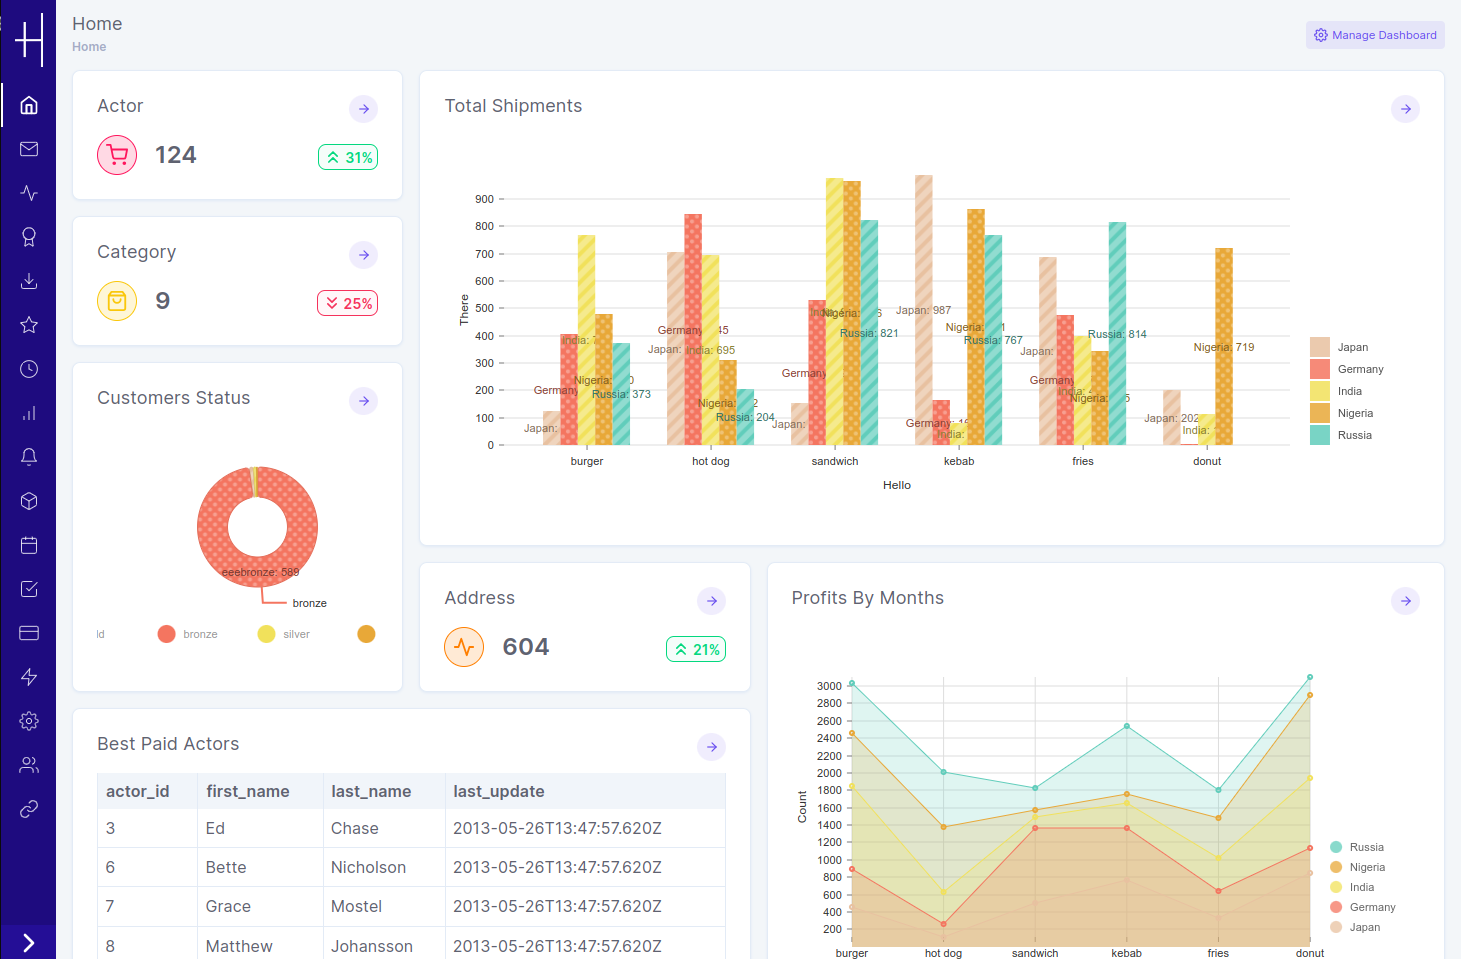 Home
Home
Manage Dashboard
Actor
124
31%
Category
9
25%
Customers Status
eeebronze: 589
bronze
ld
bronze
silver
Total Shipments
900
800
700
600
500
400
300
200
100
0
There
Japan:
Germany
India: 7
Nigeria: 0
Russia: 373
Japan:
Germany 45
India: 695
Nigeria: 2
Russia: 204
Japan:
Germany
India:
Nigeria: 6
Russia: 821
Japan: 987
Germany:
India:
Nigeria: 1
Russia: 767
Japan:
Germany
India:
Nigeria: 5
Russia: 814
Japan: 202
India:
Nigeria: 719
burger
hot dog
sandwich
kebab
fries
donut
Hello
Japan
Germany
India
Nigeria
Russia
Address
604
21%
Best Paid Actors
actor_id first_name last_name last_update
3 Ed Chase 2013-05-26T13:47:57.620Z
6 Bette Nicholson 2013-05-26T13:47:57.620Z
7 Grace Mostel 2013-05-26T13:47:57.620Z
8 Matthew Johansson 2013-05-26T13:47:57.620Z
Profits By Months
3000
2800
2600
2400
2200
2000
1800
1600
1400
1200
1000
800
600
400
200
Count
burger
hot dog
sandwich
kebab
fries
donut
Russia
Nigeria
India
Germany
Japan